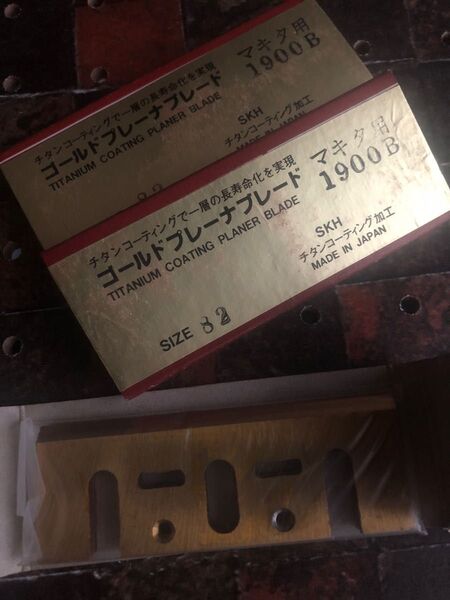 チタンコーティングで一層の長寿命化を実現
ゴールドプレーナブレード
TITANIUM COATING PLANER BLADE
マキタ用
1900B
SKH
チタンコーティング加工
MADE IN JAPAN
82
チタンコーティングで一層の長寿命化を実現
ゴールドプレーナブレード
TITANIUM COATING PLANER BLADE
マキタ用
1900B
SKH
チタンコーティング加工
MADE IN JAPAN
SIZE 82